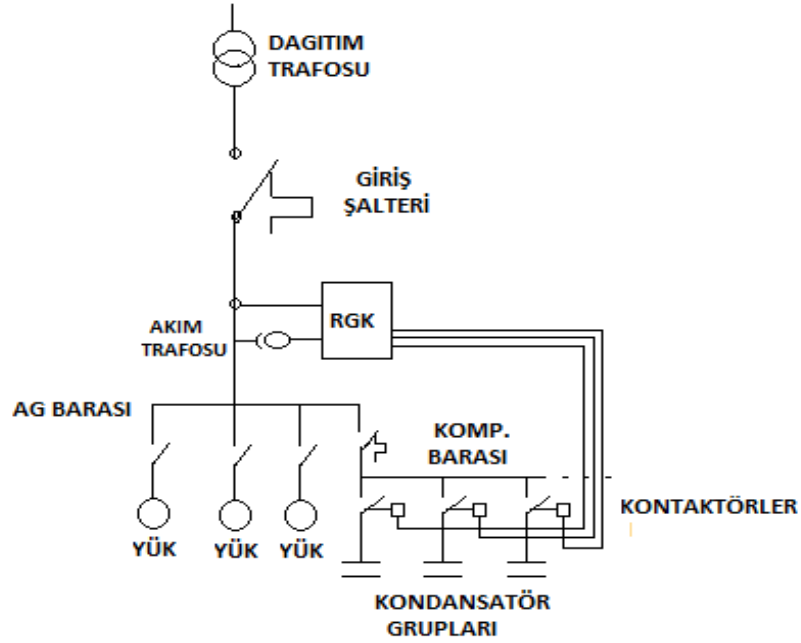 DAGITIM
TRAFOSU
GİRİŞ
ŞALTERİ
RGK
AKIM
TRAFOSU
AG BARASI
KOMP.
BARASI
KONTAKTÖRLER
YÜK
YÜK
YÜK
KONDANSATÖR
GRUPLARI